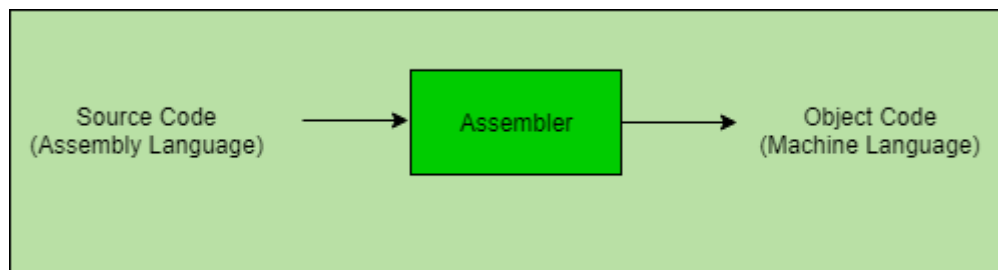 Source Code
(Assembly Language)
Assembler
Object Code
(Machine Language)